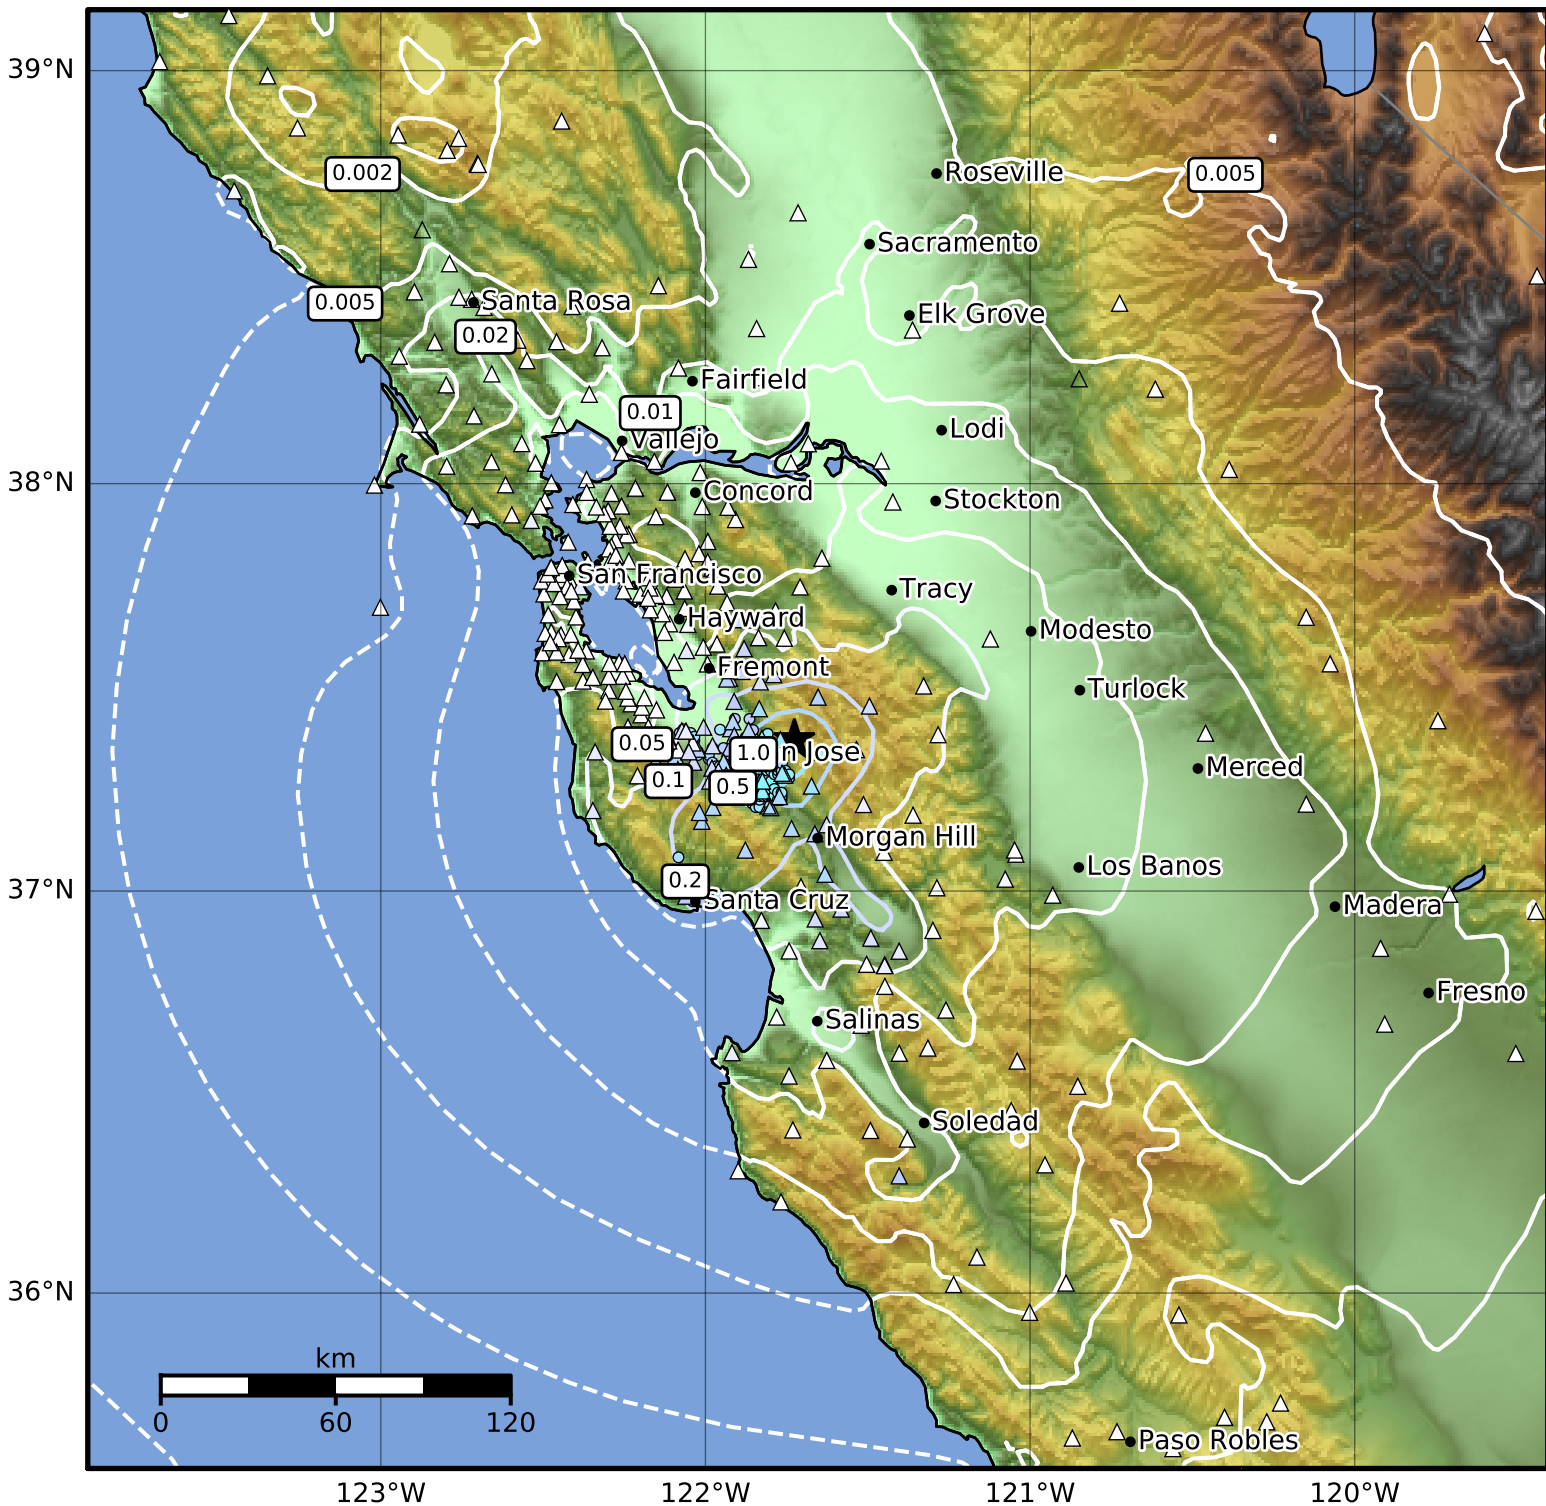 39°N
Roseville
0.002
0.005
Sacramento
Santa Rosa
0.005
Elk Grove
0.02
Fairfield
0.01
Vallejo
Lodi
38°N
Concord
Stockton
San Francisco
Tracy
Hayward
Modesto
Fremont
Turlock
0.05
1.0
n Jose
Merced
0.1
0.5
Morgan Hill
Los Banos
0.2
37°N
Santa Cruz
Madera
Fresno
Salinas
Soledad
36°N
km
0
60
120
Paso Robles
123°W
122°W
121°W
120°W